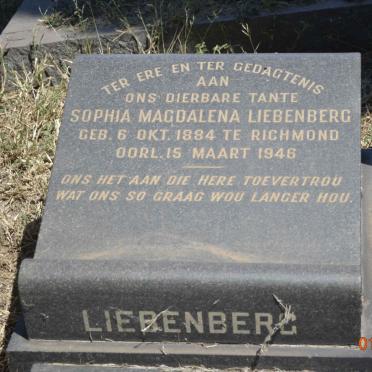 TER ERE EN TER GEDAGTENIS
AAN
ONS DIERBARE TANTE
SOPHIA MAGDALENA LIEBENBERG
GEB. 6 OKT. 1884 TE RICHMOND
OORL. 15 MAART 1946
ONS HET AAN DIE HERE TOEVERTROU
WAT ONS SO GRAAG WOU LANGER HOU.
LIEBENBERG
0